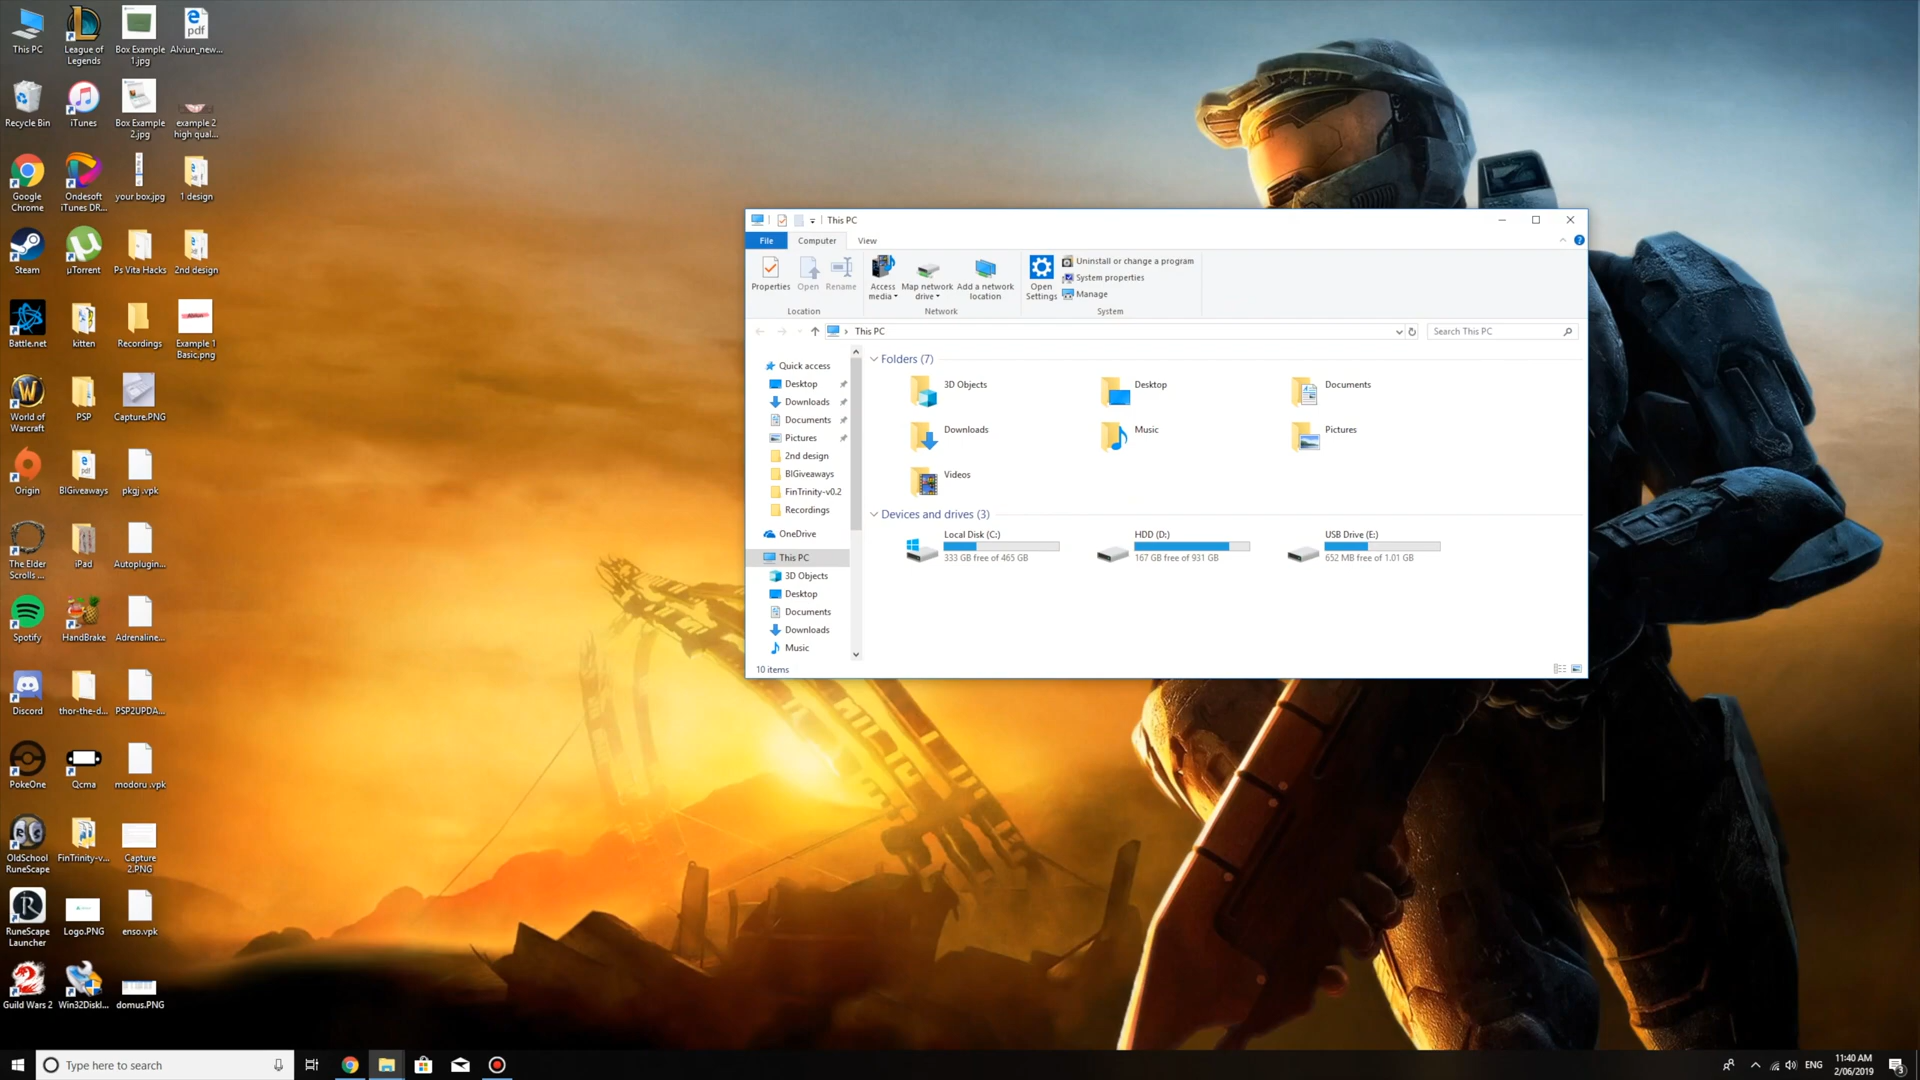 This PC
League of
Legends
Box Example
1.jpg
Alviun_new...
Recycle Bin
iTunes
Box Example
2.jpg
example 2
high qual...
Google
Chrome
Ondesoft
iTunes DR...
your box.jpg
1 design
Steam
µTorrent
Ps Vita Hacks
2nd design
Battle.net
kitten
Recordings
Example 1
Basic.png
World of
Warcraft
PSP
Capture.PNG
Origin
BIGiveaways
pkgj .vpk
The Elder
Scrolls ...
iPad
Autoplugin...
Spotify
HandBrake
Adrenaline...
Discord
thor-the-d...
PSP2UPDA...
PokeOne
Qcma
modoru .vpk
OldSchool
RuneScape
FinTrinity-v...
Capture
2.PNG
RuneScape
Launcher
Logo.PNG
enso.vpk
Guild Wars 2
Win32DiskI...
domus.PNG
This PC
File
Computer
View
Properties
Open
Rename
Access
media
Map network
drive
Add a network
location
Open
Settings
Uninstall or change a program
System properties
Manage
Location
Network
System
This PC
Search This PC
Quick access
Desktop
Downloads
Documents
Pictures
2nd design
BIGiveaways
FinTrinity-v0.2
Recordings
OneDrive
This PC
3D Objects
Desktop
Documents
Downloads
Music
Folders (7)
3D Objects
Desktop
Documents
Downloads
Music
Pictures
Videos
Devices and drives (3)
Local Disk (C:)
333 GB free of 465 GB
HDD (D:)
167 GB free of 931 GB
USB Drive (E:)
652 MB free of 1.01 GB
10 items
Type here to search
ENG
11:40 AM
2/06/2019
3